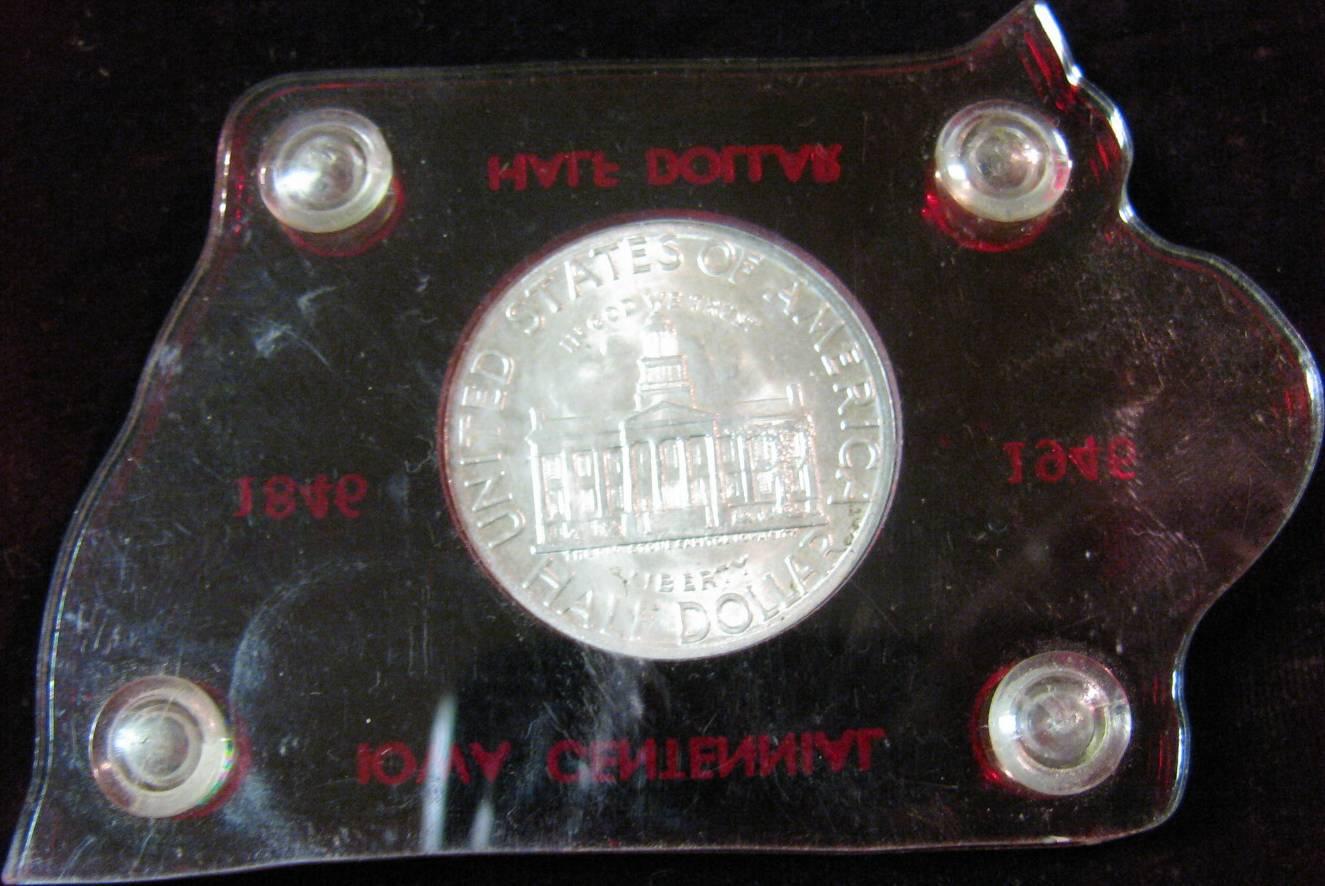 HALF DOLLAR
UNITED STATES OF AMERICA
IN GOD WE TRUST
1846
1946
LIBERTY
HALF DOLLAR
IOWA CENTENNIAL